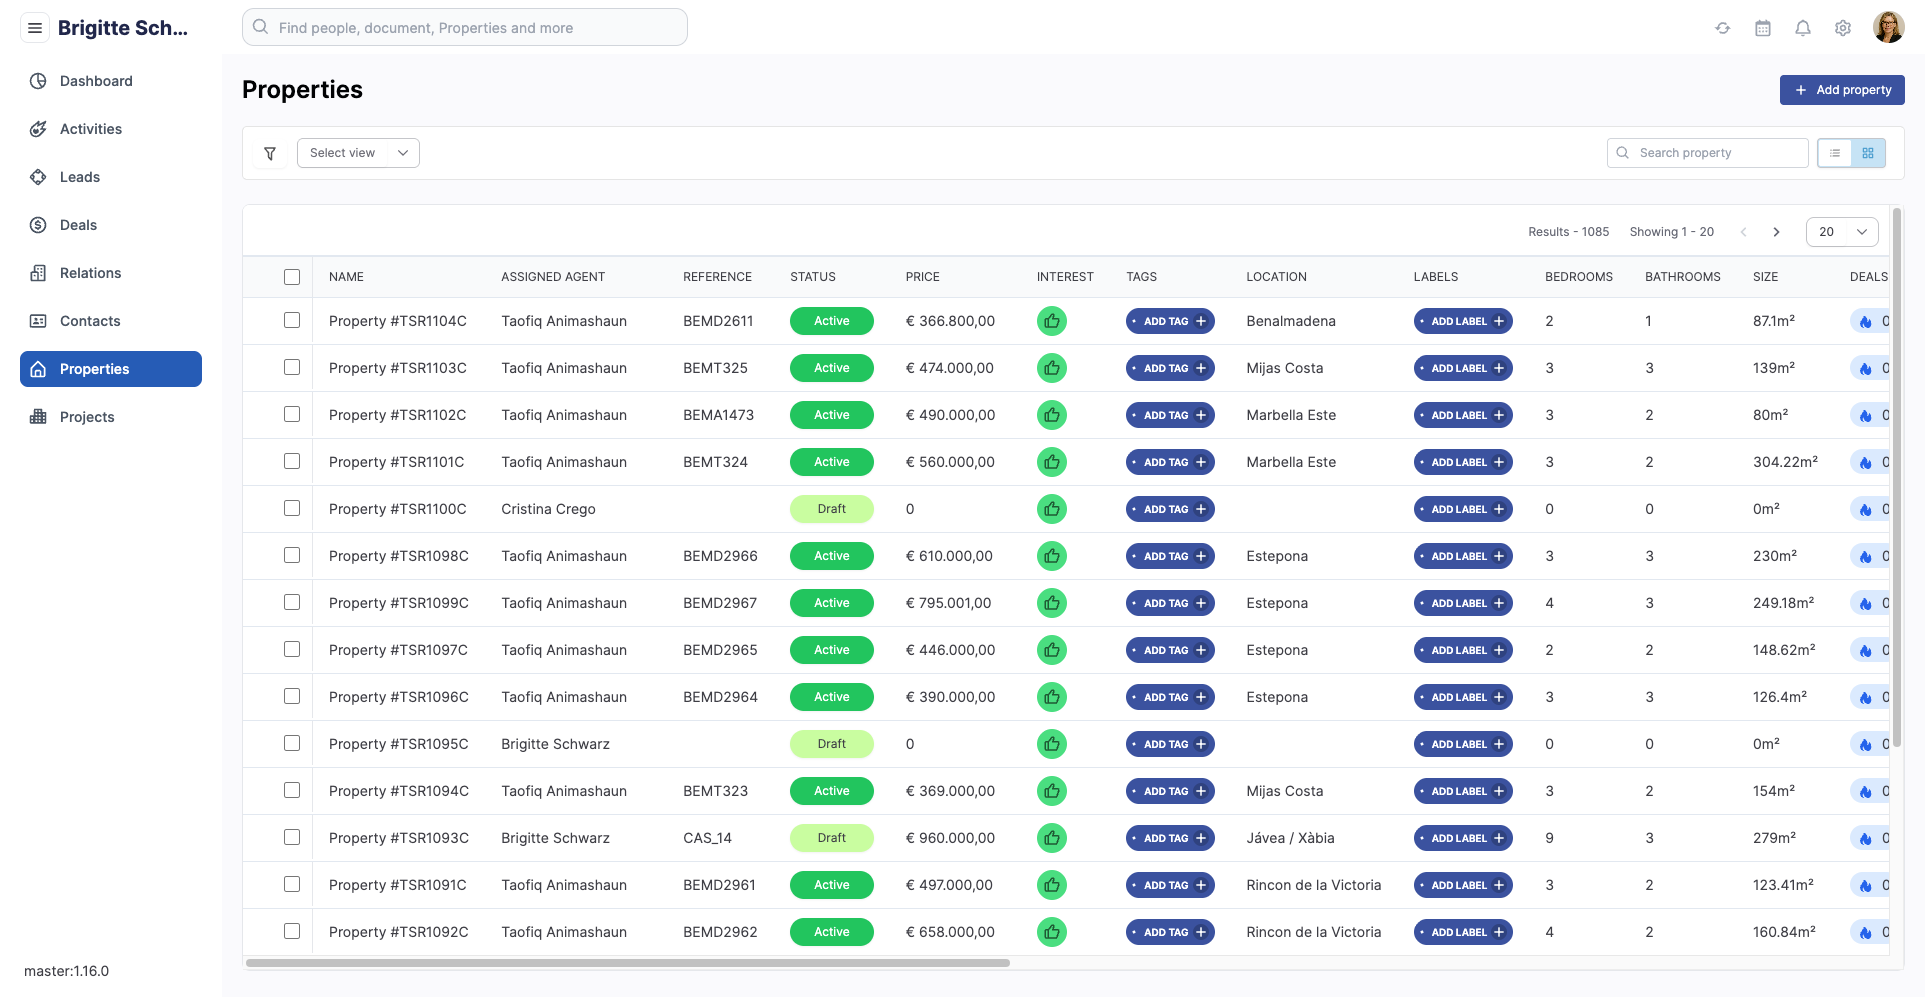 Brigitte Sch...
Find people, document, Properties and more
Dashboard
Activities
Leads
Deals
Relations
Contacts
Properties
Projects
master:1.16.0
Properties
Add property
Select view
Search property
Results - 1085 Showing 1 - 20 20
NAME ASSIGNED AGENT REFERENCE STATUS PRICE INTEREST TAGS LOCATION LABELS BEDROOMS BATHROOMS SIZE DEALS
Property #TSR1104C Taofiq Animashaun BEMD2611 Active € 366.800,00 ADD TAG Benalmadena ADD LABEL 2 1 87.1m² 0
Property #TSR1103C Taofiq Animashaun BEMT325 Active € 474.000,00 ADD TAG Mijas Costa ADD LABEL 3 3 139m² 0
Property #TSR1102C Taofiq Animashaun BEMA1473 Active € 490.000,00 ADD TAG Marbella Este ADD LABEL 3 2 80m² 0
Property #TSR1101C Taofiq Animashaun BEMT324 Active € 560.000,00 ADD TAG Marbella Este ADD LABEL 3 2 304.22m² 0
Property #TSR1100C Cristina Crego Draft 0 ADD TAG ADD LABEL 0 0 0m² 0
Property #TSR1098C Taofiq Animashaun BEMD2966 Active € 610.000,00 ADD TAG Estepona ADD LABEL 3 3 230m² 0
Property #TSR1099C Taofiq Animashaun BEMD2967 Active € 795.001,00 ADD TAG Estepona ADD LABEL 4 3 249.18m² 0
Property #TSR1097C Taofiq Animashaun BEMD2965 Active € 446.000,00 ADD TAG Estepona ADD LABEL 2 2 148.62m² 0
Property #TSR1096C Taofiq Animashaun BEMD2964 Active € 390.000,00 ADD TAG Estepona ADD LABEL 3 3 126.4m² 0
Property #TSR1095C Brigitte Schwarz Draft 0 ADD TAG ADD LABEL 0 0 0m² 0
Property #TSR1094C Taofiq Animashaun BEMT323 Active € 369.000,00 ADD TAG Mijas Costa ADD LABEL 3 2 154m² 0
Property #TSR1093C Brigitte Schwarz CAS_14 Draft € 960.000,00 ADD TAG Jávea / Xàbia ADD LABEL 9 3 279m² 0
Property #TSR1091C Taofiq Animashaun BEMD2961 Active € 497.000,00 ADD TAG Rincon de la Victoria ADD LABEL 3 2 123.41m² 0
Property #TSR1092C Taofiq Animashaun BEMD2962 Active € 658.000,00 ADD TAG Rincon de la Victoria ADD LABEL 4 2 160.84m² 0